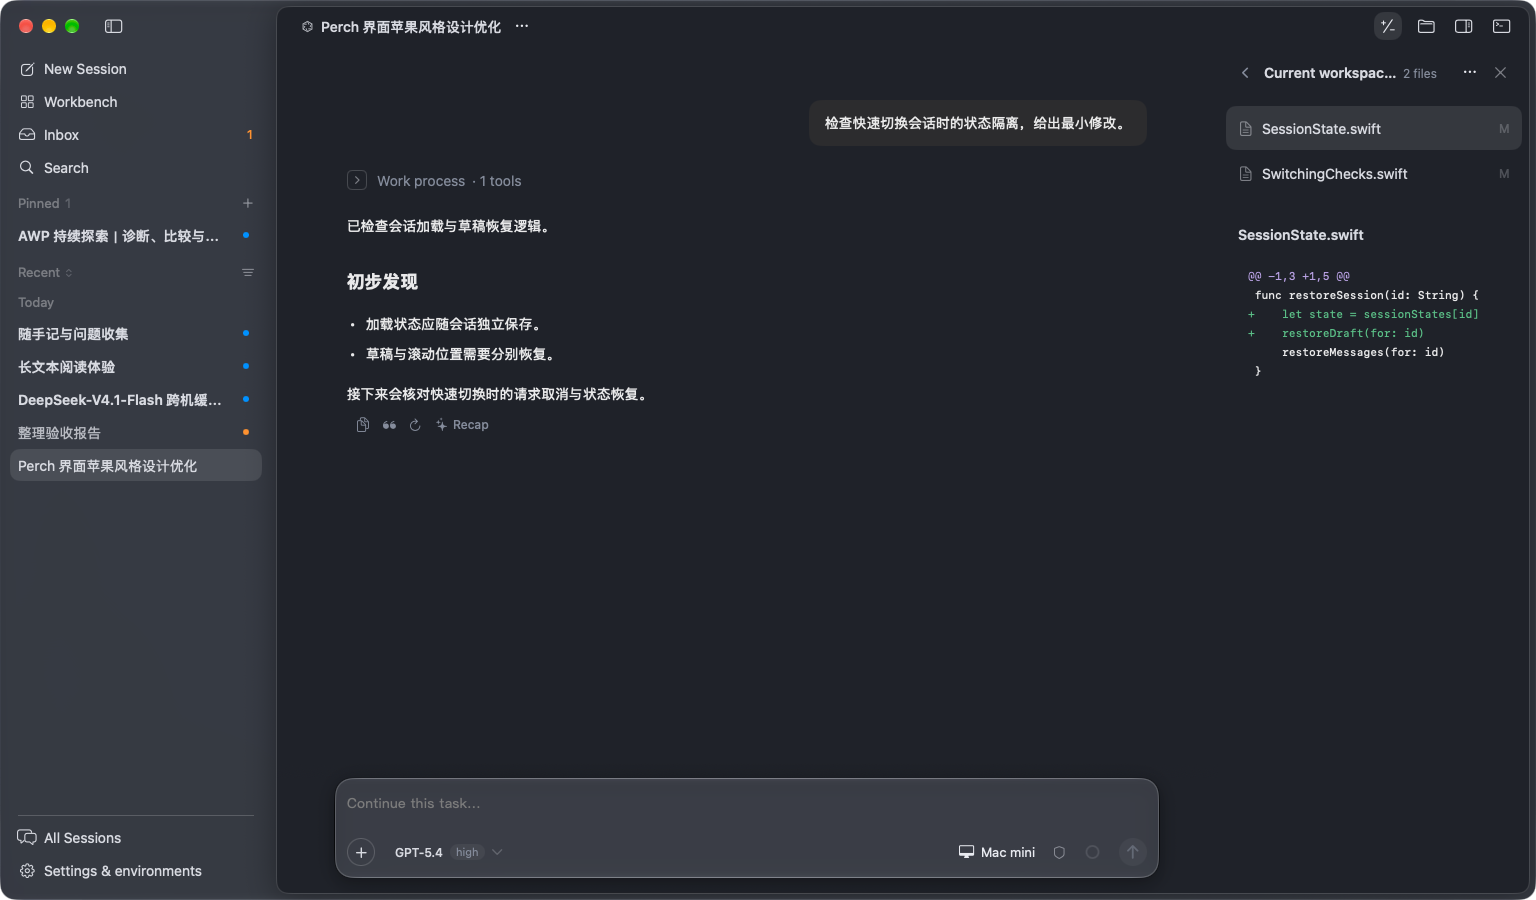 New Session
Workbench
Inbox 1
Search
Pinned 1
AWP 持续探索 | 诊断、比较与...
Recent
Today
随手记与问题收集
长文本阅读体验
DeepSeek-V4.1-Flash 跨机缓...
整理验收报告
Perch 界面苹果风格设计优化
All Sessions
Settings & environments
Perch 界面苹果风格设计优化
检查快速切换会话时的状态隔离，给出最小修改。
Work process · 1 tools
已检查会话加载与草稿恢复逻辑。
初步发现
• 加载状态应随会话独立保存。
• 草稿与滚动位置需要分别恢复。
接下来会核对快速切换时的请求取消与状态恢复。
Recap
Continue this task...
GPT-5.4 high
Mac mini
Current workspac... 2 files
SessionState.swift M
SwitchingChecks.swift M
SessionState.swift
@@ -1,3 +1,5 @@
func restoreSession(id: String) {
+ let state = sessionStates[id]
+ restoreDraft(for: id)
restoreMessages(for: id)
}